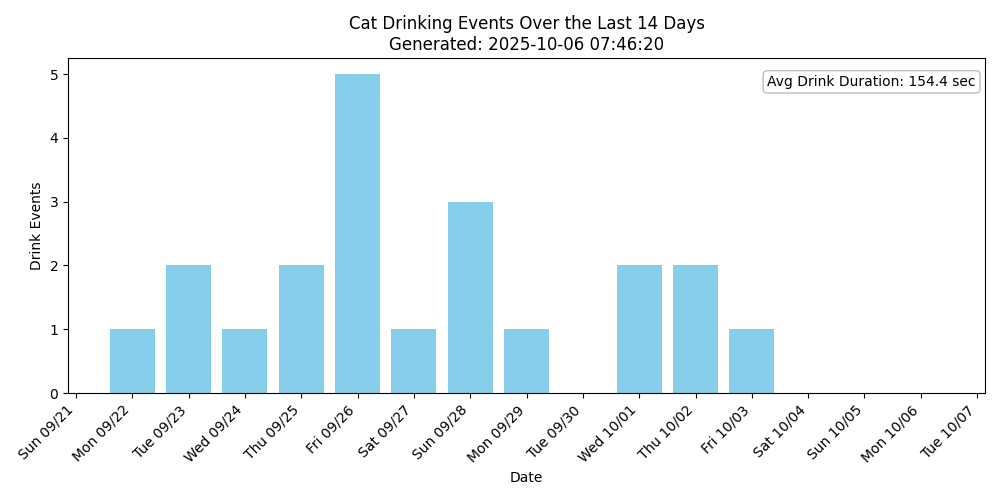 Cat Drinking Events Over the Last 14 Days
Generated: 2025-10-06 07:46:20
Avg Drink Duration: 154.4 sec
Drink Events
5
4
3
2
1
0
Sun 09/21
Mon 09/22
Tue 09/23
Wed 09/24
Thu 09/25
Fri 09/26
Sat 09/27
Sun 09/28
Mon 09/29
Tue 09/30
Wed 10/01
Thu 10/02
Fri 10/03
Sat 10/04
Sun 10/05
Mon 10/06
Tue 10/07
Date